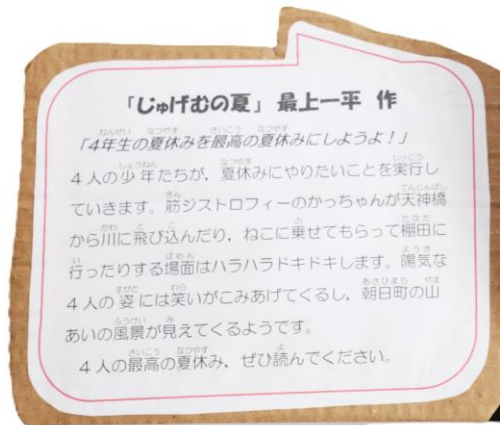 「じゅげむの夏」 最上一平 作
「4年生の夏休みを最高の夏休みにしようよ！」
4人の少年たちが，夏休みにやりたいことを実行し
ていきます。筋ジストロフィーのかっちゃんが天神橋
から川に飛び込んだり，ねこに乗せてもらって棚田に
行ったりする場面はハラハラドキドキします。陽気な
4人の姿には笑いがこみあげてくるし，朝日町の山
あいの風景が見えてくるようです。
4人の最高の夏休み，ぜひ読んでください。